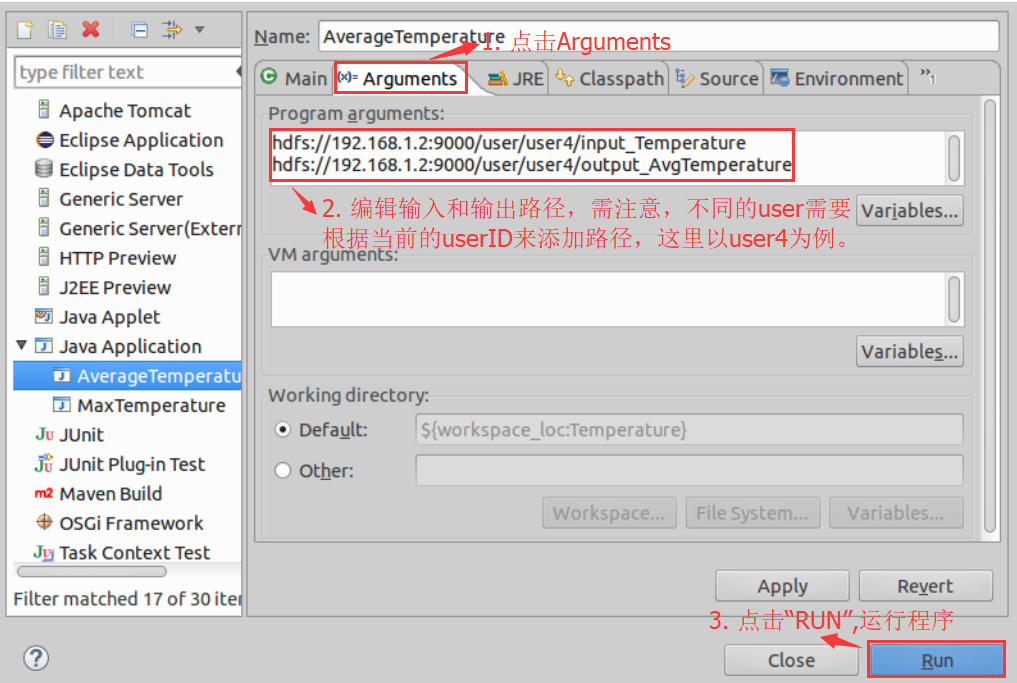 Name: AverageTemperature
1. 点击Arguments
type filter text
Main (x)= Arguments JRE Classpath Source Environment »1
Program arguments:
hdfs://192.168.1.2:9000/user/user4/input_Temperature
hdfs://192.168.1.2:9000/user/user4/output_AvgTemperature
2. 编辑输入和输出路径，需注意，不同的user需要
根据当前的userID来添加路径，这里以user4为例。
Variables...
VM arguments:
Variables...
Working directory:
Default: ${workspace_loc:Temperature}
Other:
Workspace... File System... Variables...
Apache Tomcat
Eclipse Application
Eclipse Data Tools
Generic Server
Generic Server(Extern
HTTP Preview
J2EE Preview
Java Applet
Java Application
AverageTemperatu
MaxTemperature
JUnit
JUnit Plug-in Test
Maven Build
OSGi Framework
Task Context Test
Filter matched 17 of 30 iter
Apply Revert
3. 点击“RUN”,运行程序
Close Run